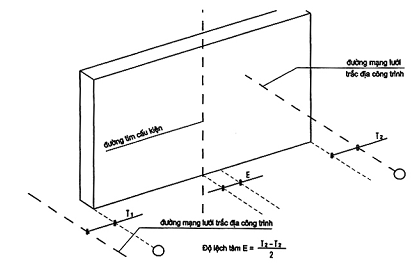 đường mạng lưới
trắc địa công trình
đường tim cấu kiện
T₂
E
T₁
đường mạng lưới trắc địa công trình
Độ lệch tâm E = T₂ - T₂ / 2